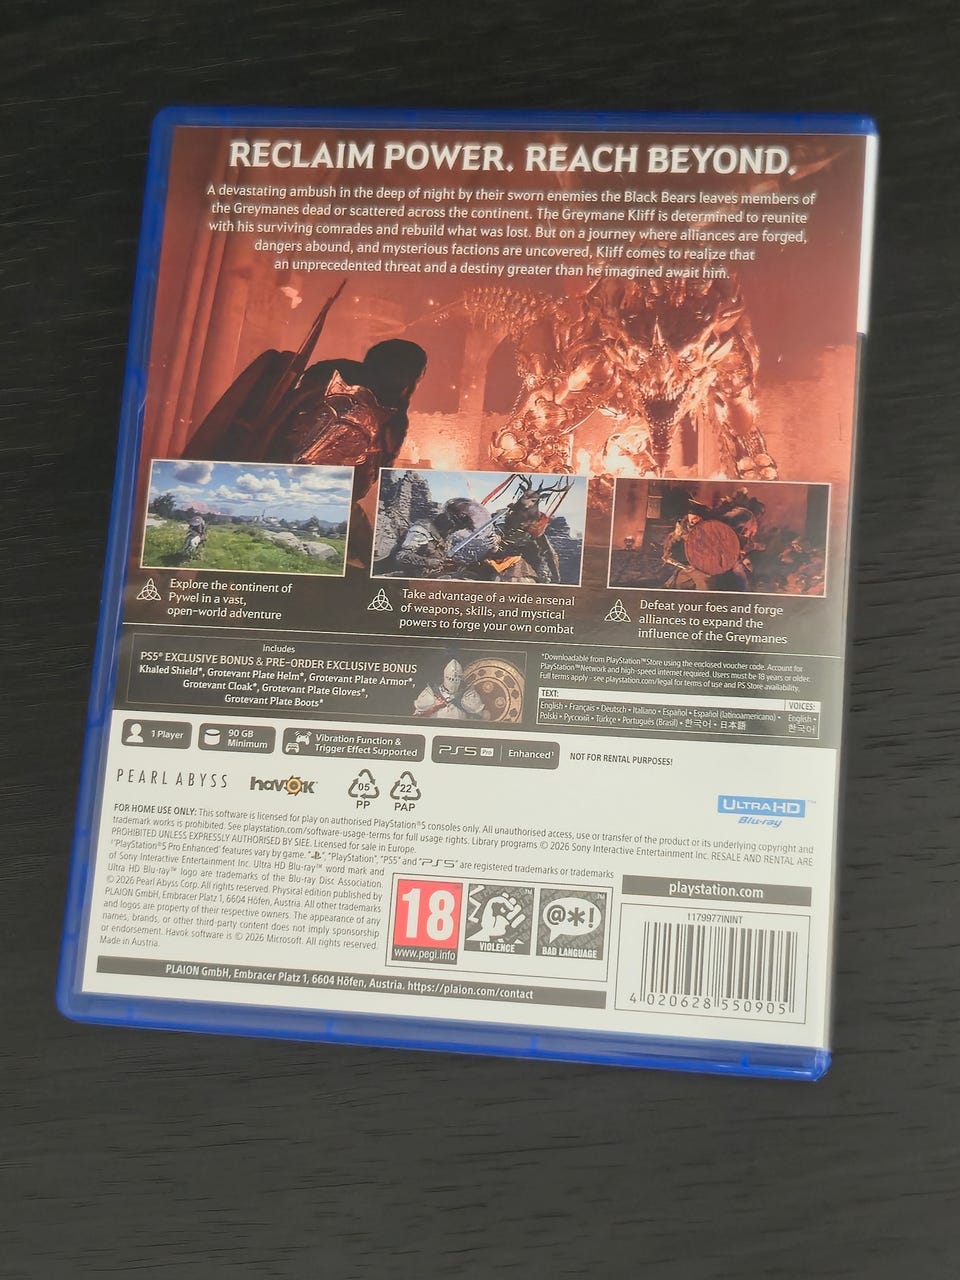 RECLAIM POWER. REACH BEYOND.
A devastating ambush in the deep of night by their sworn enemies the Black Bears leaves members of
the Greymanes dead or scattered across the continent. The Greymane Kliff is determined to reunite
with his surviving comrades and rebuild what was lost. But on a journey where alliances are forged,
dangers abound, and mysterious factions are uncovered, Kliff comes to realize that
an unprecedented threat and a destiny greater than he imagined await him.
Explore the continent of
Pywel in a vast,
open-world adventure
Take advantage of a wide arsenal
of weapons, skills, and mystical
powers to forge your own combat
Defeat your foes and forge
alliances to expand the
influence of the Greymanes
Includes
PS5® EXCLUSIVE BONUS & PRE-ORDER EXCLUSIVE BONUS
Khaled Shield*, Grotevant Plate Helm*, Grotevant Plate Armor*,
Grotevant Cloak*, Grotevant Plate Gloves*,
Grotevant Plate Boots*
*Downloadable from PlayStation™Store using the enclosed voucher code. Account for
PlayStation™Network and high-speed internet required. Users must be 18 years or older.
Full terms apply – see playstation.com/legal for terms of use and PS Store availability.
TEXT:
English • Français • Deutsch • Italiano • Español • Español (latinoamericano) •
Polski • Русский • Türkçe • Português (Brasil) • 한국어 • 日本語
VOICES:
English •
한국어
1 Player
90 GB
Minimum
Vibration Function &
Trigger Effect Supported
PS5 Pro Enhanced¹
NOT FOR RENTAL PURPOSES!
PEARL ABYSS
havok
05
PP
22
PAP
ULTRA HD™
Blu-ray
FOR HOME USE ONLY: This software is licensed for play on authorised PlayStation®5 consoles only. All unauthorised access, use or transfer of the product or its underlying copyright and
trademark works is prohibited. See playstation.com/software-usage-terms for full usage rights. Library programs © 2026 Sony Interactive Entertainment Inc. RESALE AND RENTAL ARE
PROHIBITED UNLESS EXPRESSLY AUTHORISED BY SIEE. Licensed for sale in Europe.
¹'PlayStation®5 Pro Enhanced' features vary by game. "PS", "PlayStation", "PS5" and "PS5" are registered trademarks or trademarks
of Sony Interactive Entertainment Inc. Ultra HD Blu-ray™ word mark and
Ultra HD Blu-ray™ logo are trademarks of the Blu-ray Disc Association.
© 2026 Pearl Abyss Corp. All rights reserved. Physical edition published by
PLAION GmbH, Embracer Platz 1, 6604 Höfen, Austria. All other trademarks
and logos are property of their respective owners. The appearance of any
names, brands, or other third-party content does not imply sponsorship
or endorsement. Havok software is © 2026 Microsoft. All rights reserved.
Made in Austria.
18
www.pegi.info
VIOLENCE
@*!
BAD LANGUAGE
playstation.com
1179977ININT
4 020628 550905
PLAION GmbH, Embracer Platz 1, 6604 Höfen, Austria. https://plaion.com/contact